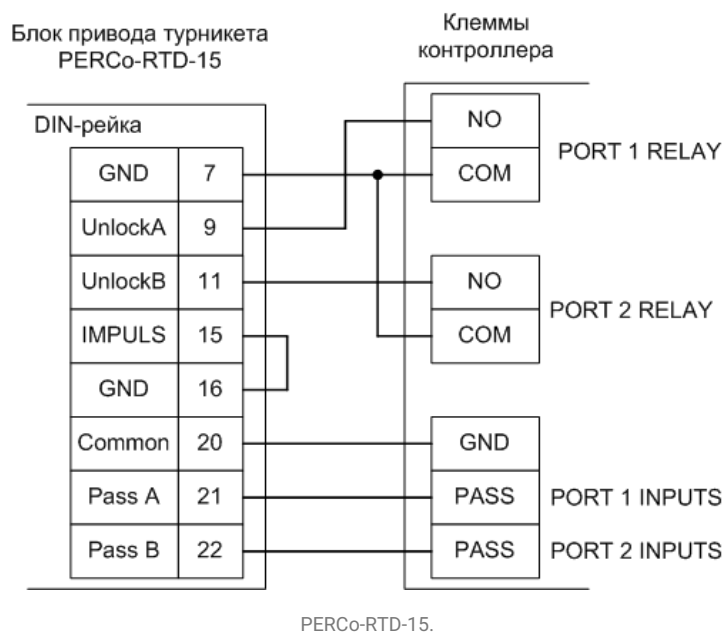 Блок привода турникета
PERCo-RTD-15
Клеммы
контроллера
DIN-рейка
GND 7
UnlockA 9
UnlockB 11
IMPULS 15
GND 16
Common 20
Pass A 21
Pass B 22
NO
COM
PORT 1 RELAY
NO
COM
PORT 2 RELAY
GND
PASS PORT 1 INPUTS
PASS PORT 2 INPUTS
PERCo-RTD-15.